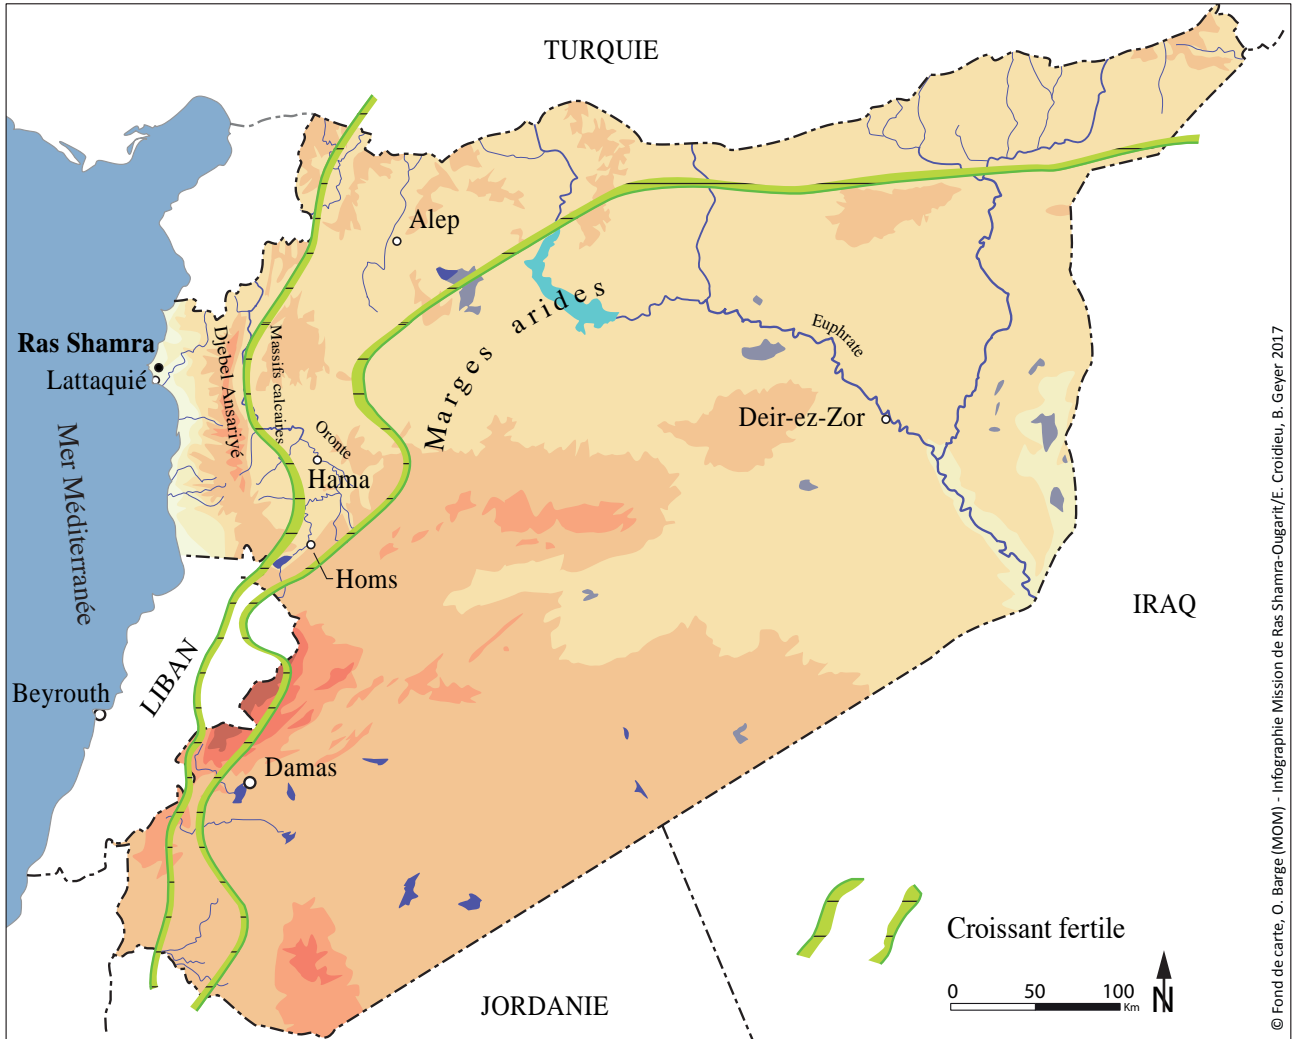 TURQUIE
Alep
Ras Shamra
Lattaquié
Djebel Ansariyé
Massifs calcaires
Marges arides
Euphrate
Deir-ez-Zor
Oronte
Hama
Mer Méditerranée
Homs
IRAQ
LIBAN
Beyrouth
Damas
Croissant fertile
0 50 100
Km
N
JORDANIE
© Fond de carte, O. Barge (MOM) - Infographie Mission de Ras Shamra-Ougarit/E. Croidieu, B. Geyer 2017